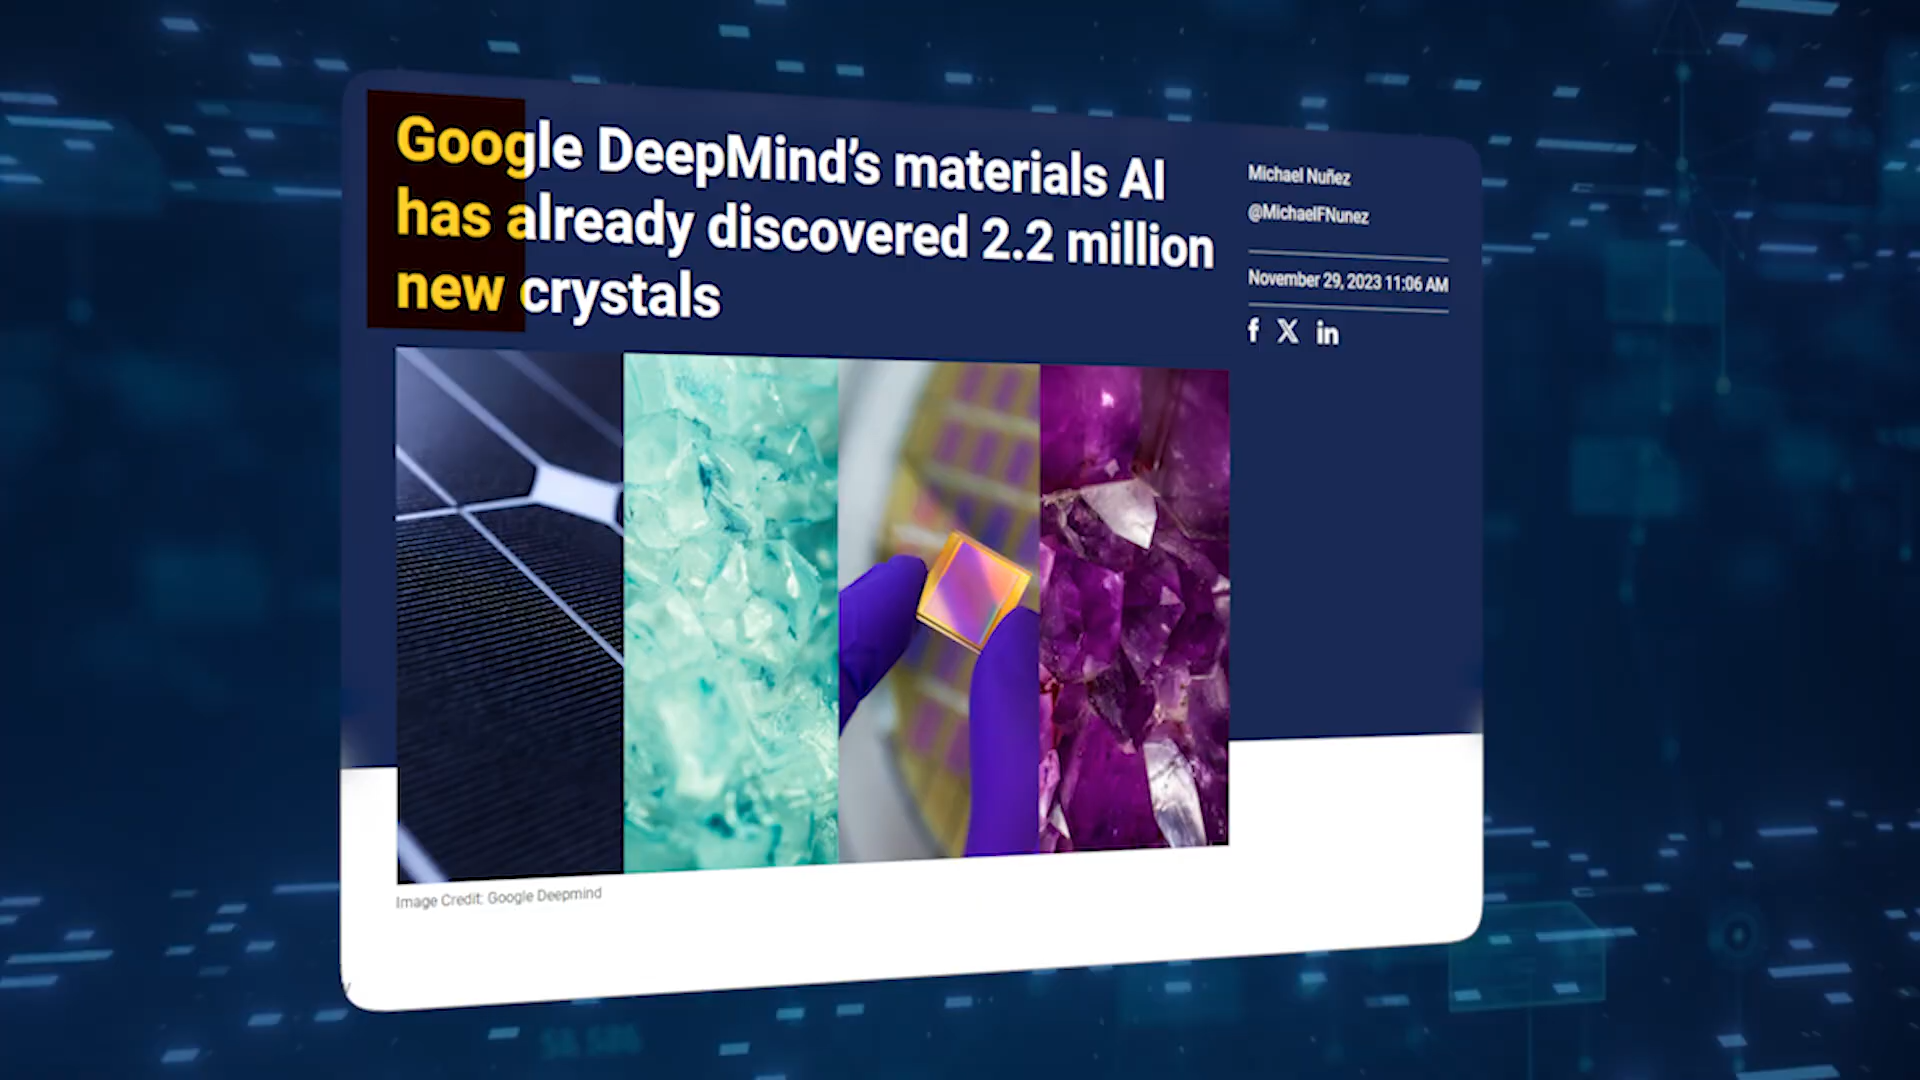 Google DeepMind's materials AI
has already discovered 2.2 million
new crystals
Michael Nuñez
@MichaelFNunez
November 29, 2023 11:06 AM
f X in
Image Credit: Google Deepmind